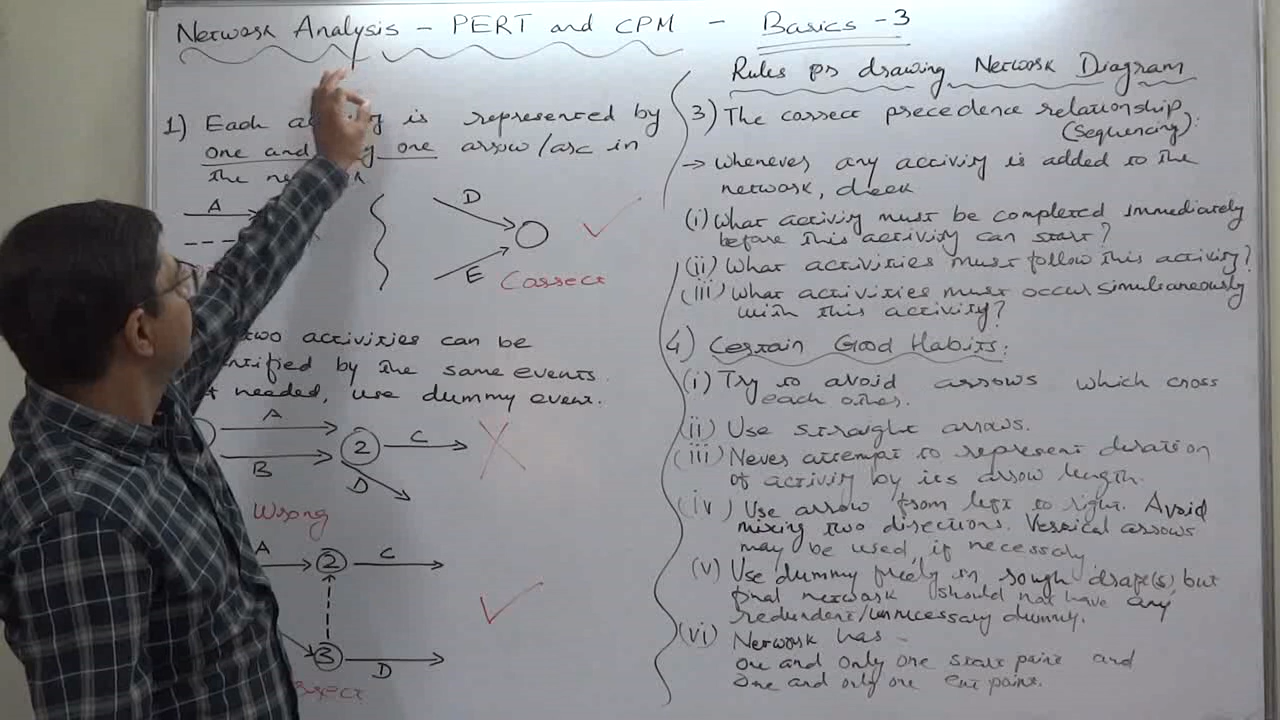 Network Analysis - PERT and CPM - Basics - 3
1) Each is represented by
one and one arrow/arc in
the
A
D
E
Correct
two activities can be
by the same events.
needed, use dummy event.
A
B
2
C
D
Wrong
A
2
C
3
D
Rules for drawing Network Diagram
3) The correct precedence relationship
(Sequencing):
→ Whenever any activity is added to the
network, check
(i) What activity must be completed immediately
before this activity can start?
(ii) What activities must follow this activity?
(iii) What activities must occur simultaneously
with this activity?
4) Certain Good Habits:
(i) Try to avoid arrows which cross
each other.
(ii) Use straight arrows.
(iii) Never attempt to represent duration
of activity by its arrow length.
(iv) Use arrow from left to right. Avoid
mixing two directions. Vertical arrows
may be used, if necessary
(v) Use dummy freely in rough draft(s) but
final network should not have any
redundent/unnecessary dummy.
(vi) Network has -
one and only one start point and
one and only one point.